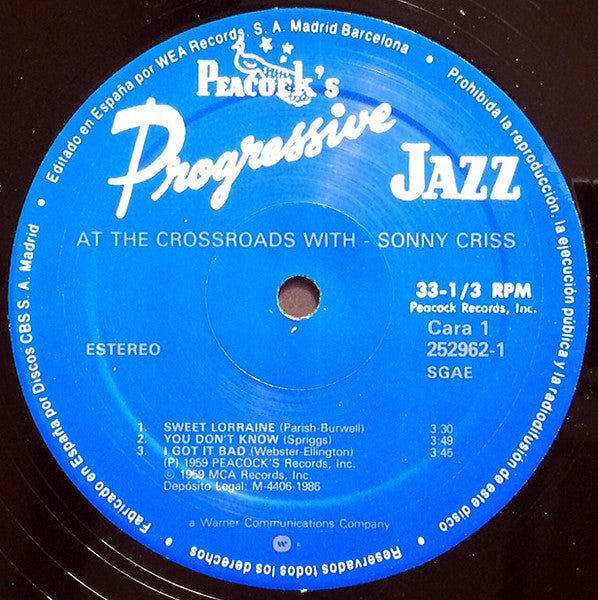 Editado en España por WEA Records, S. A. Madrid Barcelona
Prohibida la reproducción, la ejecución pública y la radiodifusión de este disco
Reservados todos los derechos
Fabricado en España por Discos CBS S. A. Madrid
PEACOCK'S
Progressive
JAZZ
AT THE CROSSROADS WITH - SONNY CRISS
33-1/3 RPM
Peacock Records, Inc.
Cara 1
ESTEREO
252962-1
SGAE
1. SWEET LORRAINE (Parish-Burwell) 3:30
2. YOU DON'T KNOW (Spriggs) 3:49
3. I GOT IT BAD (Webster-Ellington) 3:45
(P) 1959 PEACOCK'S Records, Inc.
© 1959 MCA Records, Inc.
Depósito Legal: M-4406-1986
a Warner Communications Company